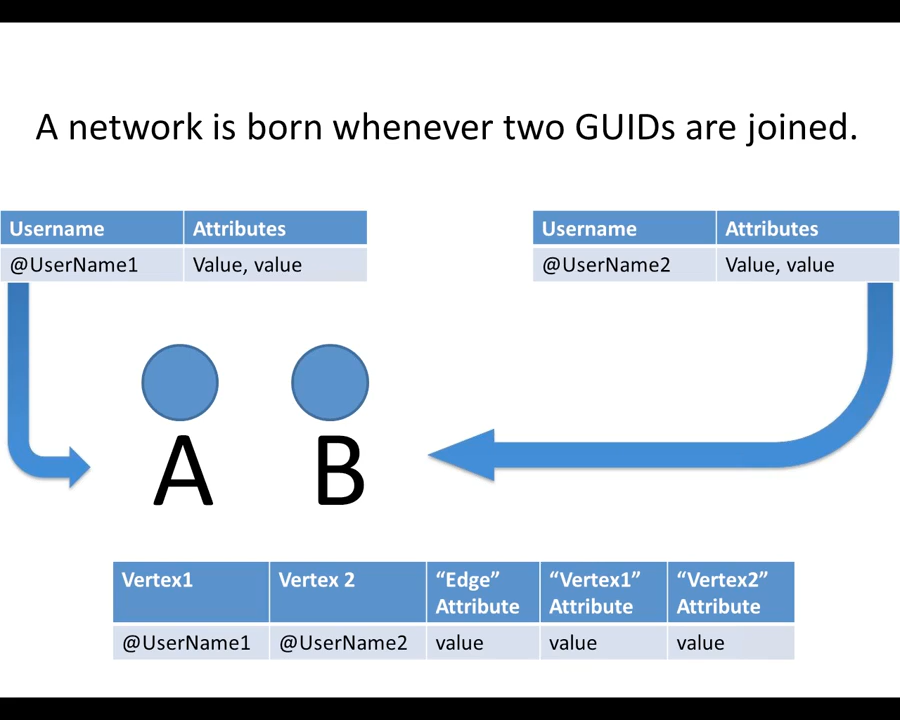 A network is born whenever two GUIDs are joined.
Username Attributes
@UserName1 Value, value
Username Attributes
@UserName2 Value, value
A B
Vertex1 Vertex 2 “Edge” Attribute “Vertex1” Attribute “Vertex2” Attribute
@UserName1 @UserName2 value value value